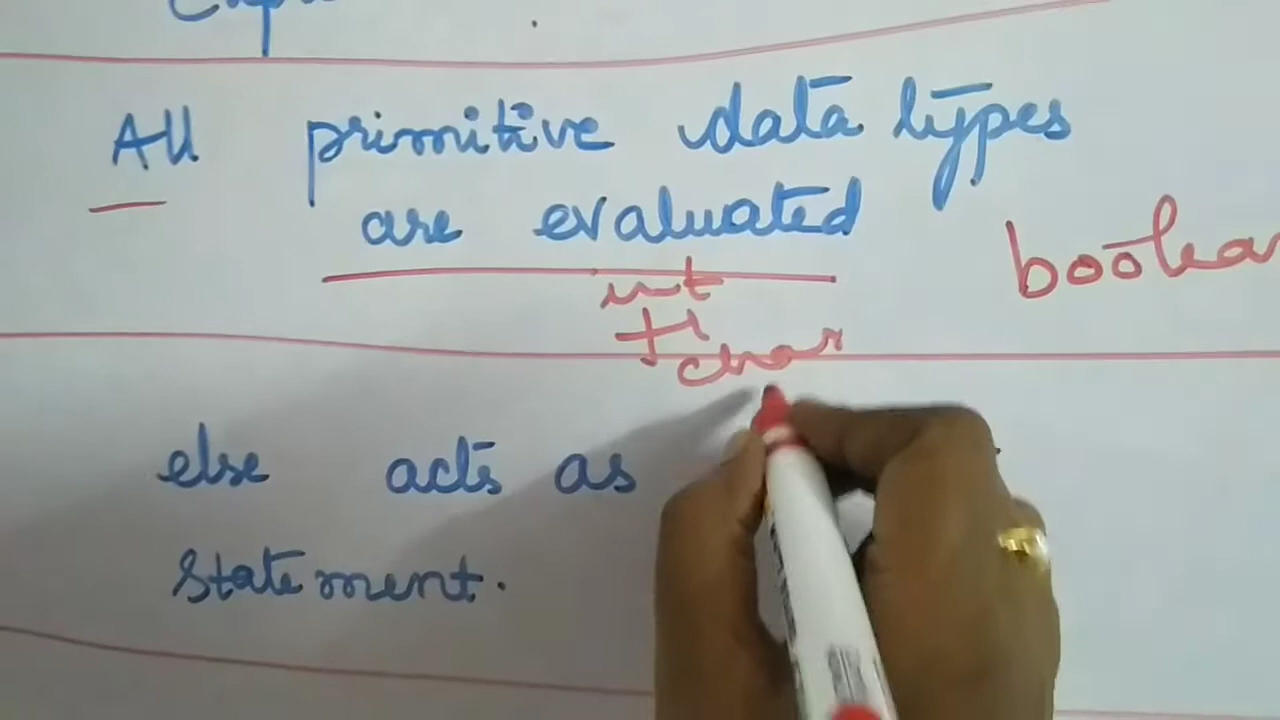 All primitive data types
are evaluated
boolea
int
char
else acts as
statement.